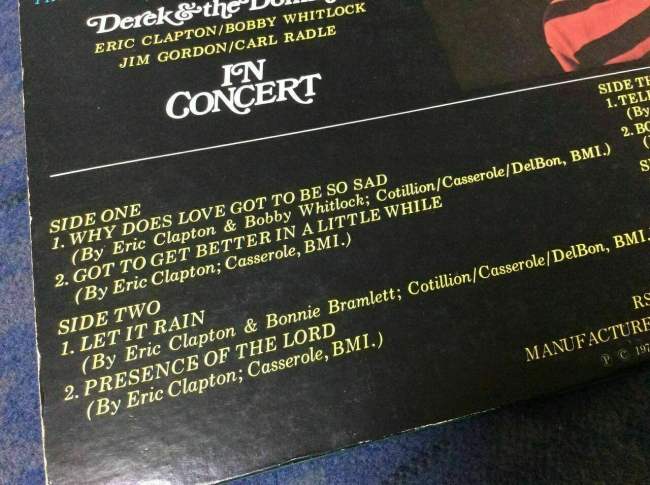 Derek & the Domin
ERIC CLAPTON/BOBBY WHITLOCK
JIM GORDON/CARL RADLE
IN
CONCERT
SIDE ONE
1. WHY DOES LOVE GOT TO BE SO SAD
(By Eric Clapton & Bobby Whitlock; Cotillion/Casserole/DelBon, BMI.)
2. GOT TO GET BETTER IN A LITTLE WHILE
(By Eric Clapton; Casserole, BMI.)
SIDE TWO
1. LET IT RAIN
(By Eric Clapton & Bonnie Bramlett; Cotillion/Casserole/DelBon, BMI.
2. PRESENCE OF THE LORD
(By Eric Clapton; Casserole, BMI.)
SIDE TH
1. TEL
(By
2. BO
(
S
RS
MANUFACTURE
Ⓟ © 197